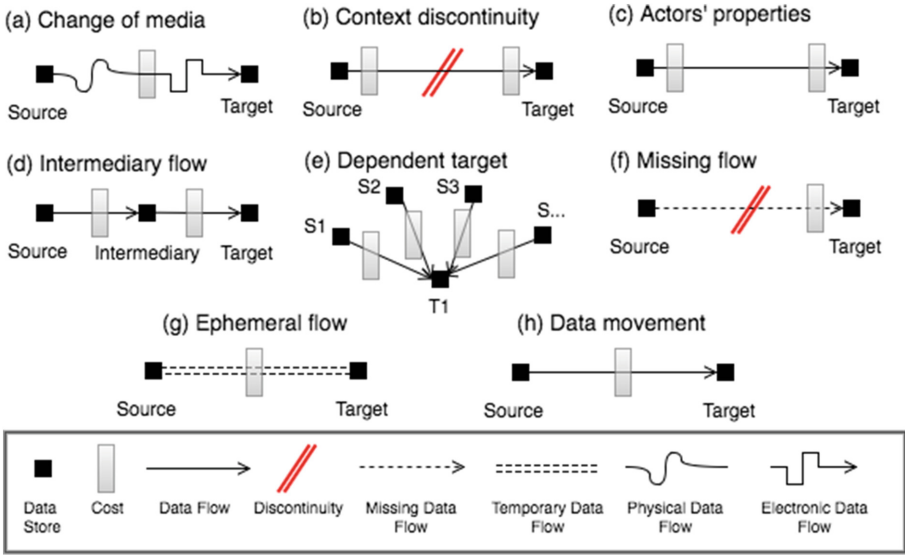 (a) Change of media
Source
Target
(b) Context discontinuity
Source
Target
(c) Actors' properties
Source
Target
(d) Intermediary flow
Source
Intermediary
Target
(e) Dependent target
S1
S2
S3
S...
T1
(f) Missing flow
Source
Target
(g) Ephemeral flow
Source
Target
(h) Data movement
Source
Target
Data
Store
Cost
Data Flow
Discontinuity
Missing Data
Flow
Temporary Data
Flow
Physical Data
Flow
Electronic Data
Flow